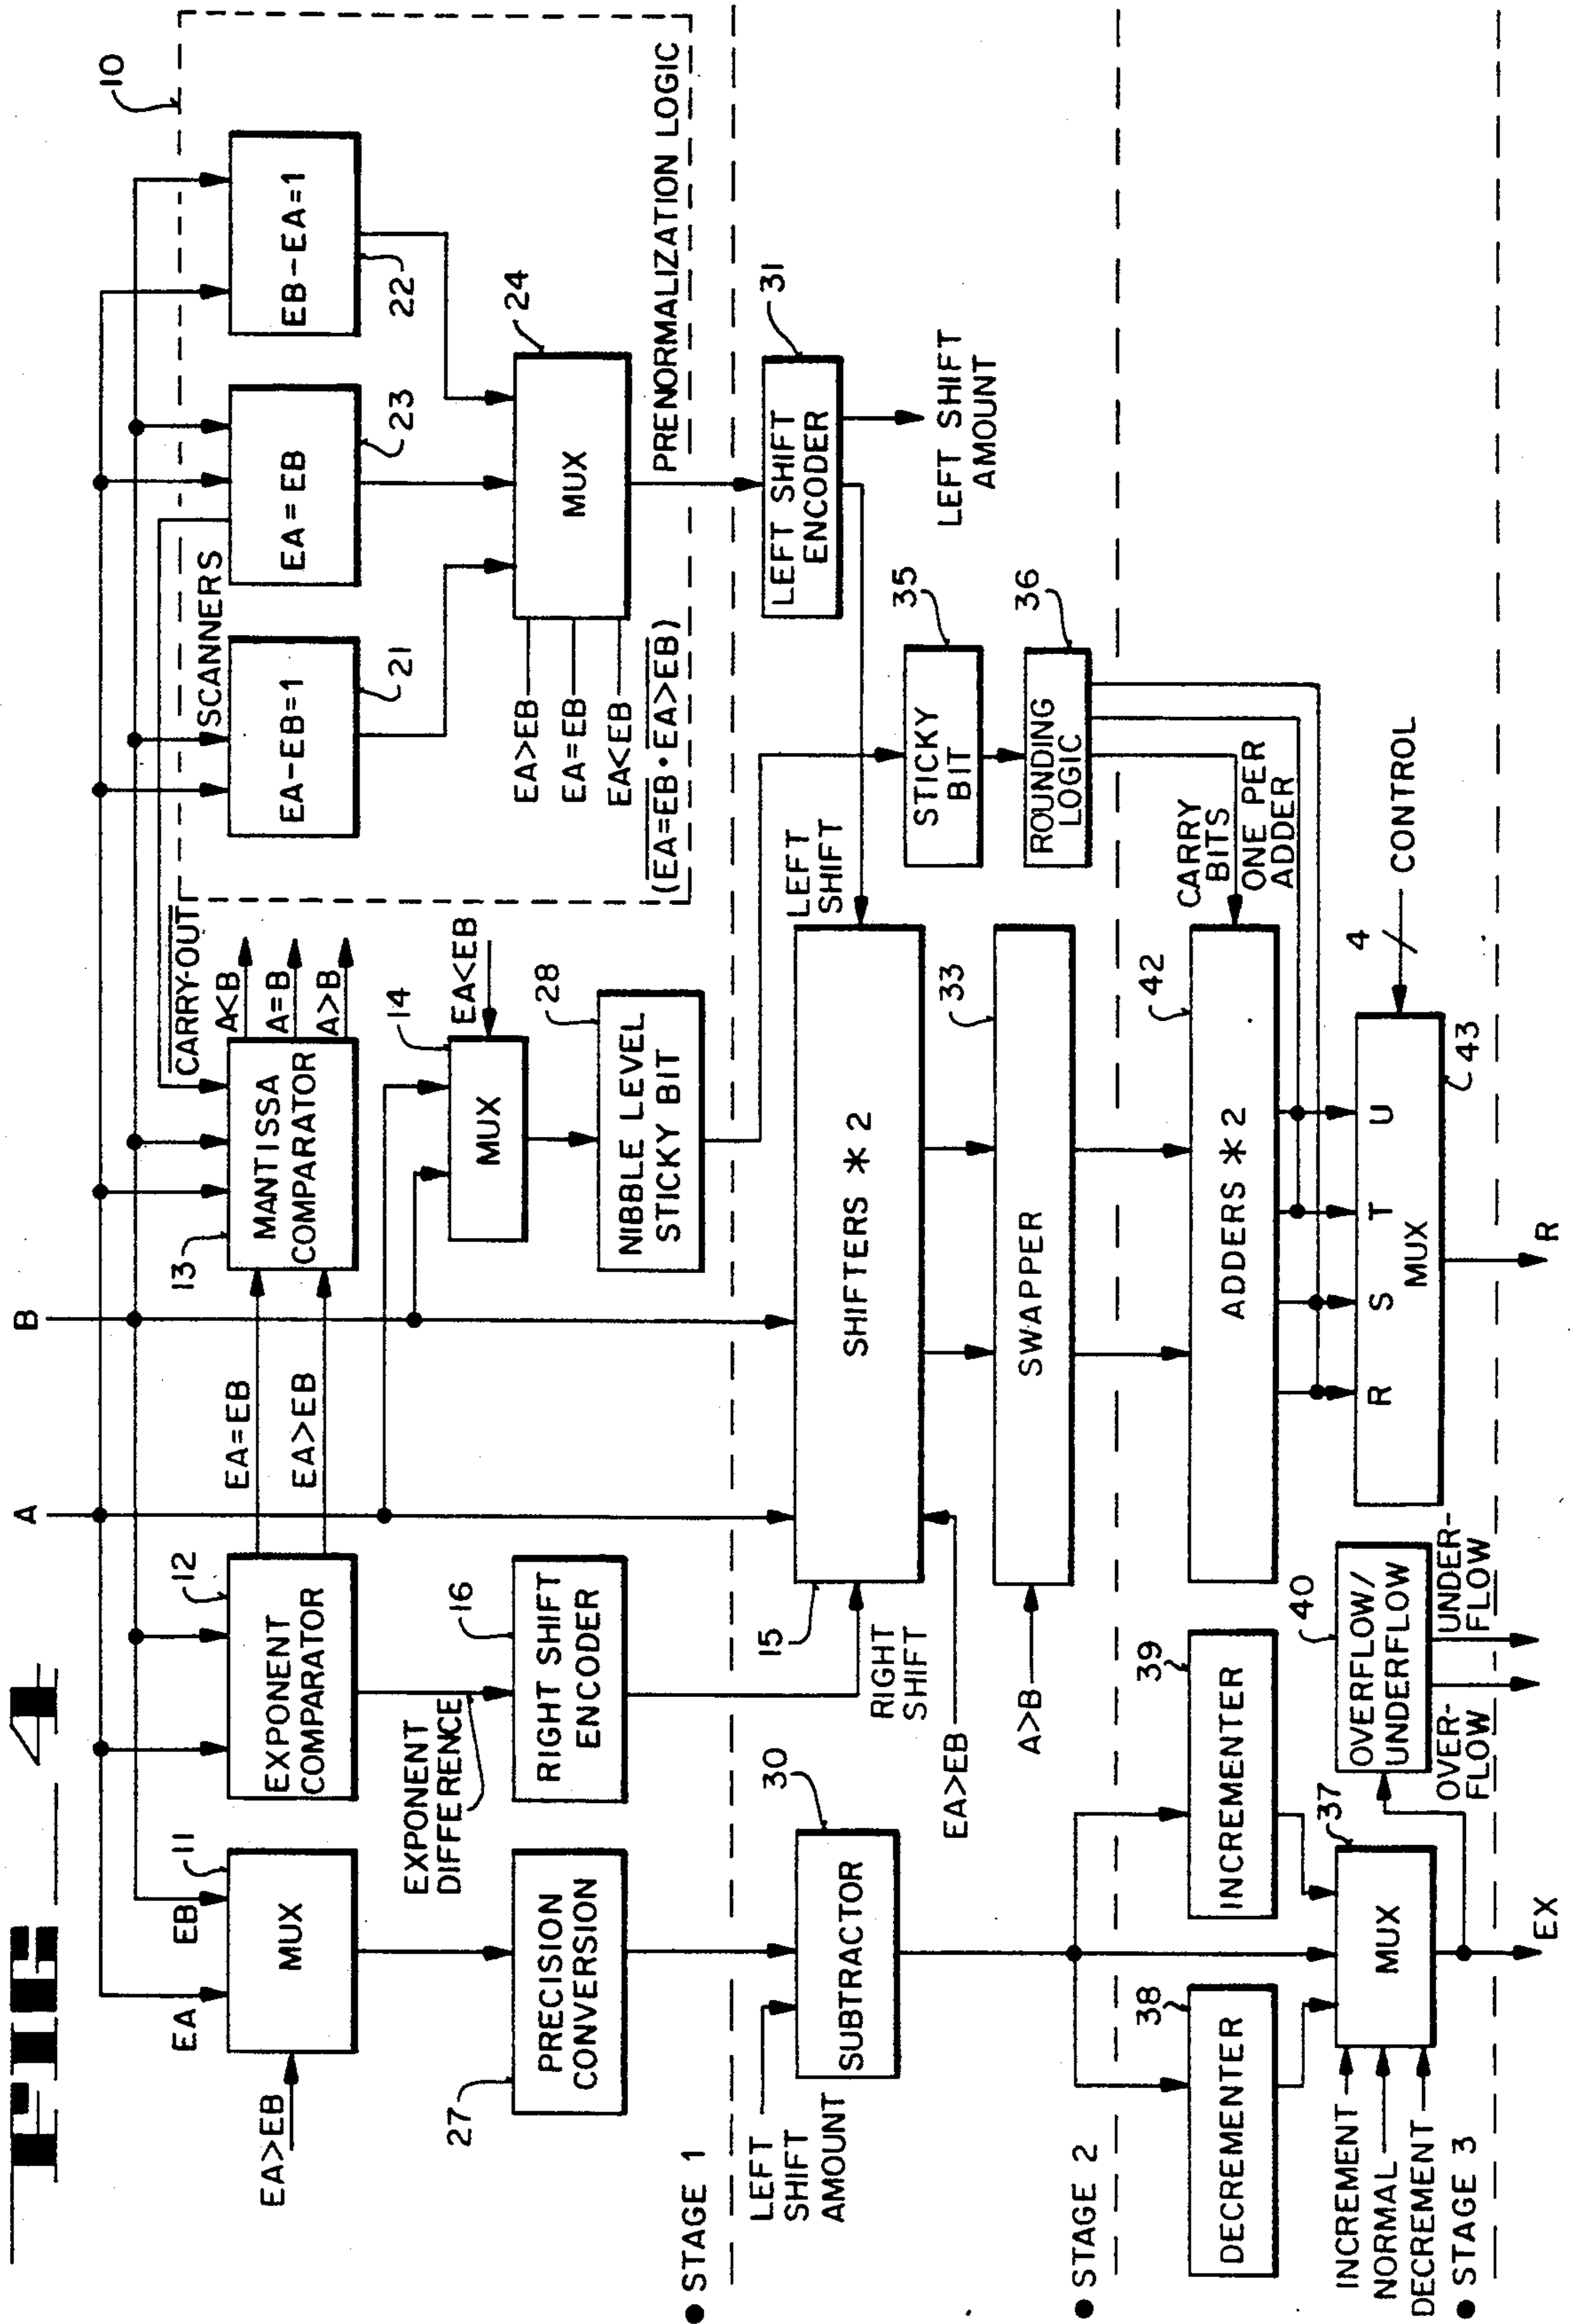 FIG 4
A
B
10
EA
EB
11
MUX
EA>EB
12
EXPONENT
COMPARATOR
EA=EB
EA>EB
13
MANTISSA
COMPARATOR
CARRY-OUT
A<B
A=B
A>B
SCANNERS
EA-EB=1
21
EA=EB
23
EB-EA=1
22
EXPONENT
DIFFERENCE
27
PRECISION
CONVERSION
16
RIGHT SHIFT
ENCODER
14
MUX
EA<EB
28
NIBBLE LEVEL
STICKY BIT
EA>EB
EA=EB
EA<EB
(EA=EB•EA>EB)
24
MUX
PRENORMALIZATION LOGIC
● STAGE 1
LEFT
SHIFT
AMOUNT
30
SUBTRACTOR
15
RIGHT
SHIFT
EA>EB
SHIFTERS * 2
LEFT
SHIFT
31
LEFT SHIFT
ENCODER
LEFT SHIFT
AMOUNT
A>B
33
SWAPPER
35
STICKY
BIT
36
ROUNDING
LOGIC
● STAGE 2
38
DECREMENTER
39
INCREMENTER
42
ADDERS * 2
CARRY
BITS
ONE PER
ADDER
INCREMENT
NORMAL
DECREMENT
37
MUX
40
OVERFLOW/
UNDERFLOW
OVER-
FLOW
UNDER-
FLOW
R S T U
MUX
43
4
CONTROL
● STAGE 3
EX
R